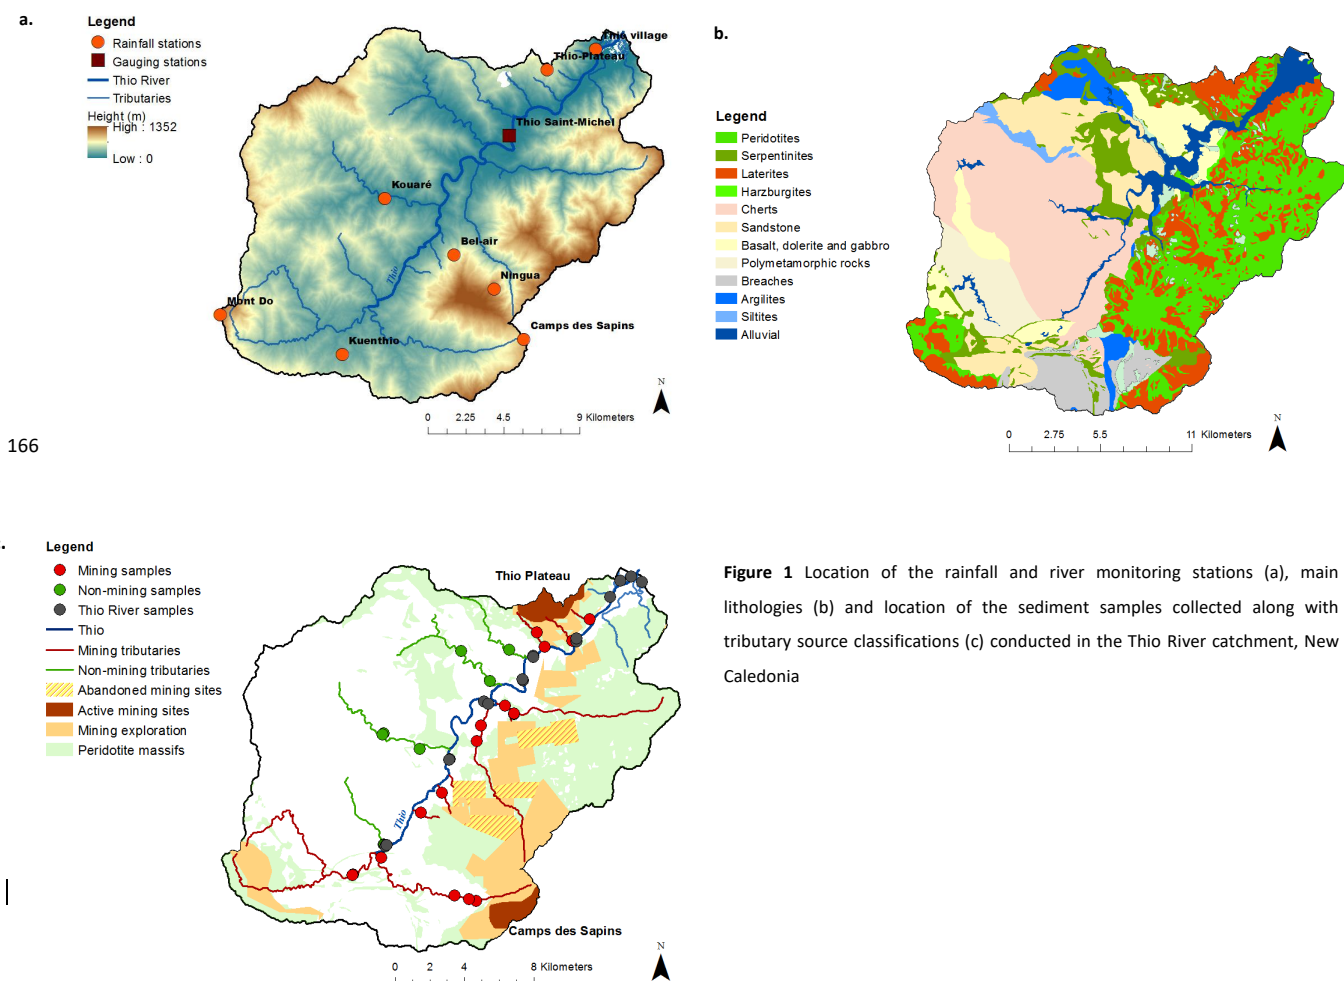 a.
Legend
Rainfall stations
Gauging stations
Thio River
Tributaries
Height (m)
High : 1352
Low : 0
Thio village
Thio-Plateau
Thio Saint-Michel
Kouaré
Bel-air
Ningua
Thio
Mont Do
Camps des Sapins
Kuenthio
N
0 2.25 4.5 9 Kilometers
b.
Legend
Peridotites
Serpentinites
Laterites
Harzburgites
Cherts
Sandstone
Basalt, dolerite and gabbro
Polymetamorphic rocks
Breaches
Argilites
Siltites
Alluvial
N
0 2.75 5.5 11 Kilometers
166
Legend
Mining samples
Non-mining samples
Thio River samples
Thio
Mining tributaries
Non-mining tributaries
Abandoned mining sites
Active mining sites
Mining exploration
Peridotite massifs
Thio Plateau
Thio
Camps des Sapins
N
0 2 4 8 Kilometers
Figure 1 Location of the rainfall and river monitoring stations (a), main
lithologies (b) and location of the sediment samples collected along with
tributary source classifications (c) conducted in the Thio River catchment, New
Caledonia